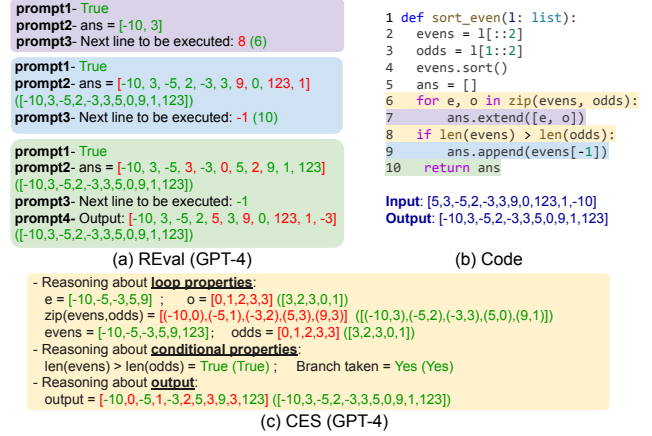 prompt1- True
prompt2- ans = [-10, 3]
prompt3- Next line to be executed: 8 (6)
prompt1- True
prompt2- ans = [-10, 3, -5, 2, -3, 3, 9, 0, 123, 1]
([-10,3,-5,2,-3,3,5,0,9,1,123])
prompt3- Next line to be executed: -1 (10)
prompt1- True
prompt2- ans = [-10, 3, -5, 3, -3, 0, 5, 2, 9, 1, 123]
([-10,3,-5,2,-3,3,5,0,9,1,123])
prompt3- Next line to be executed: -1
prompt4- Output: [-10, 3, -5, 2, 5, 3, 9, 0, 123, 1, -3]
([-10,3,-5,2,-3,3,5,0,9,1,123])
(a) REval (GPT-4)
1 def sort_even(l: list):
2 evens = l[::2]
3 odds = l[1::2]
4 evens.sort()
5 ans = []
6 for e, o in zip(evens, odds):
7 ans.extend([e, o])
8 if len(evens) > len(odds):
9 ans.append(evens[-1])
10 return ans
Input: [5,3,-5,2,-3,3,9,0,123,1,-10]
Output: [-10,3,-5,2,-3,3,5,0,9,1,123]
(b) Code
- Reasoning about loop properties:
e = [-10,-5,-3,5,9] ; o = [0,1,2,3,3] ([3,2,3,0,1])
zip(evens,odds) = [(-10,0),(-5,1),(-3,2),(5,3),(9,3)] ([(-10,3),(-5,2),(-3,3),(5,0),(9,1)])
evens = [-10,-5,-3,5,9,123]; odds = [0,1,2,3,3] ([3,2,3,0,1])
- Reasoning about conditional properties:
len(evens) > len(odds) = True (True) ; Branch taken = Yes (Yes)
- Reasoning about output:
output = [-10,0,-5,1,-3,2,5,3,9,3,123] ([-10,3,-5,2,-3,3,5,0,9,1,123])
(c) CES (GPT-4)